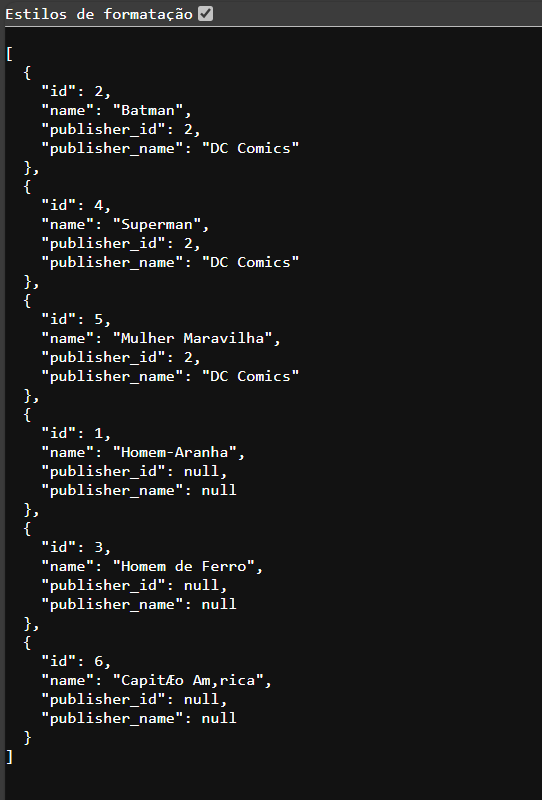 Estilos de formatação
[
  {
    "id": 2,
    "name": "Batman",
    "publisher_id": 2,
    "publisher_name": "DC Comics"
  },
  {
    "id": 4,
    "name": "Superman",
    "publisher_id": 2,
    "publisher_name": "DC Comics"
  },
  {
    "id": 5,
    "name": "Mulher Maravilha",
    "publisher_id": 2,
    "publisher_name": "DC Comics"
  },
  {
    "id": 1,
    "name": "Homem-Aranha",
    "publisher_id": null,
    "publisher_name": null
  },
  {
    "id": 3,
    "name": "Homem de Ferro",
    "publisher_id": null,
    "publisher_name": null
  },
  {
    "id": 6,
    "name": "CapitÆo Am‚rica",
    "publisher_id": null,
    "publisher_name": null
  }
]